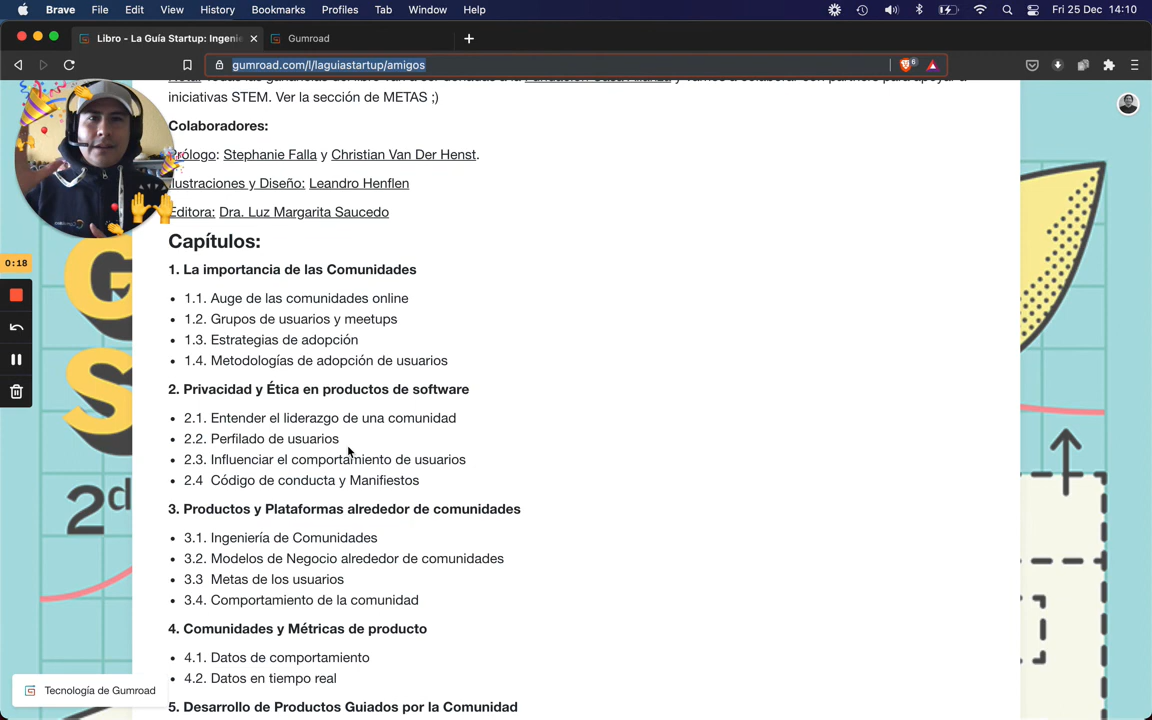 Brave File Edit View History Bookmarks Profiles Tab Window Help Fri 25 Dec 14:10
Libro - La Guía Startup: Ingenie
Gumroad
gumroad.com/l/laguiastartup/amigos
6
iniciativas STEM. Ver la sección de METAS ;)
Colaboradores:
Prólogo: Stephanie Falla y Christian Van Der Henst.
Ilustraciones y Diseño: Leandro Henflen
Editora: Dra. Luz Margarita Saucedo
Capítulos:
0:18
1. La importancia de las Comunidades
1.1. Auge de las comunidades online
1.2. Grupos de usuarios y meetups
1.3. Estrategias de adopción
1.4. Metodologías de adopción de usuarios
2. Privacidad y Ética en productos de software
2.1. Entender el liderazgo de una comunidad
2.2. Perfilado de usuarios
2.3. Influenciar el comportamiento de usuarios
2.4 Código de conducta y Manifiestos
3. Productos y Plataformas alrededor de comunidades
3.1. Ingeniería de Comunidades
3.2. Modelos de Negocio alrededor de comunidades
3.3 Metas de los usuarios
3.4. Comportamiento de la comunidad
4. Comunidades y Métricas de producto
4.1. Datos de comportamiento
4.2. Datos en tiempo real
5. Desarrollo de Productos Guiados por la Comunidad
Tecnología de Gumroad
G
S
2d